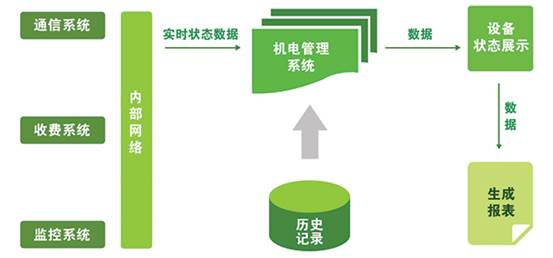 通信系统
收费系统
监控系统
内部网络
实时状态数据
机电管理
系统
历史
记录
数据
设备
状态展示
数据
生成
报表